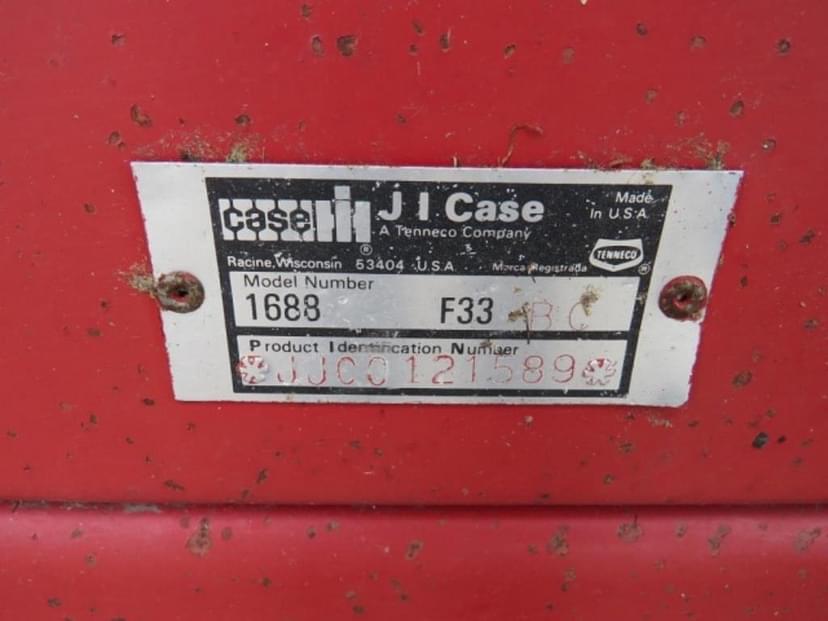 case IH ® J I Case
Made
In U.S.A.
A Tenneco Company
TENNECO ®
Racine, Wisconsin 53404 U.S.A. Marca Registrada
Model Number
1688 F33 BC
Product Identification Number
JJC0121589